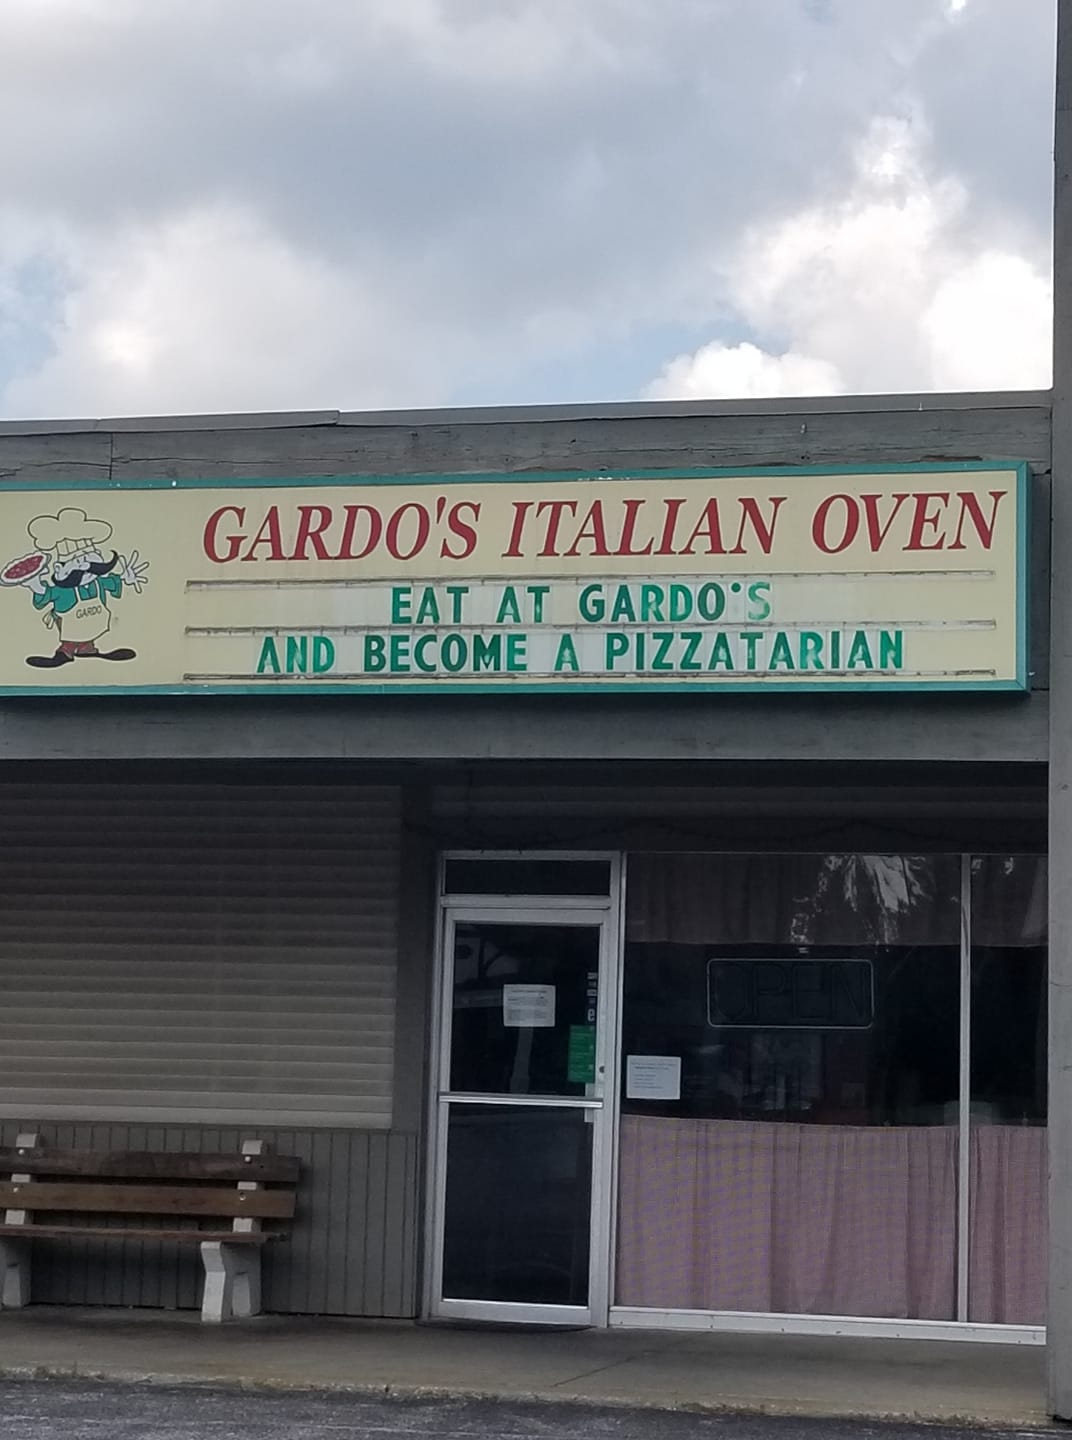 GARDO'S ITALIAN OVEN
EAT AT GARDO'S
AND BECOME A PIZZATARIAN
GARDO
OPEN